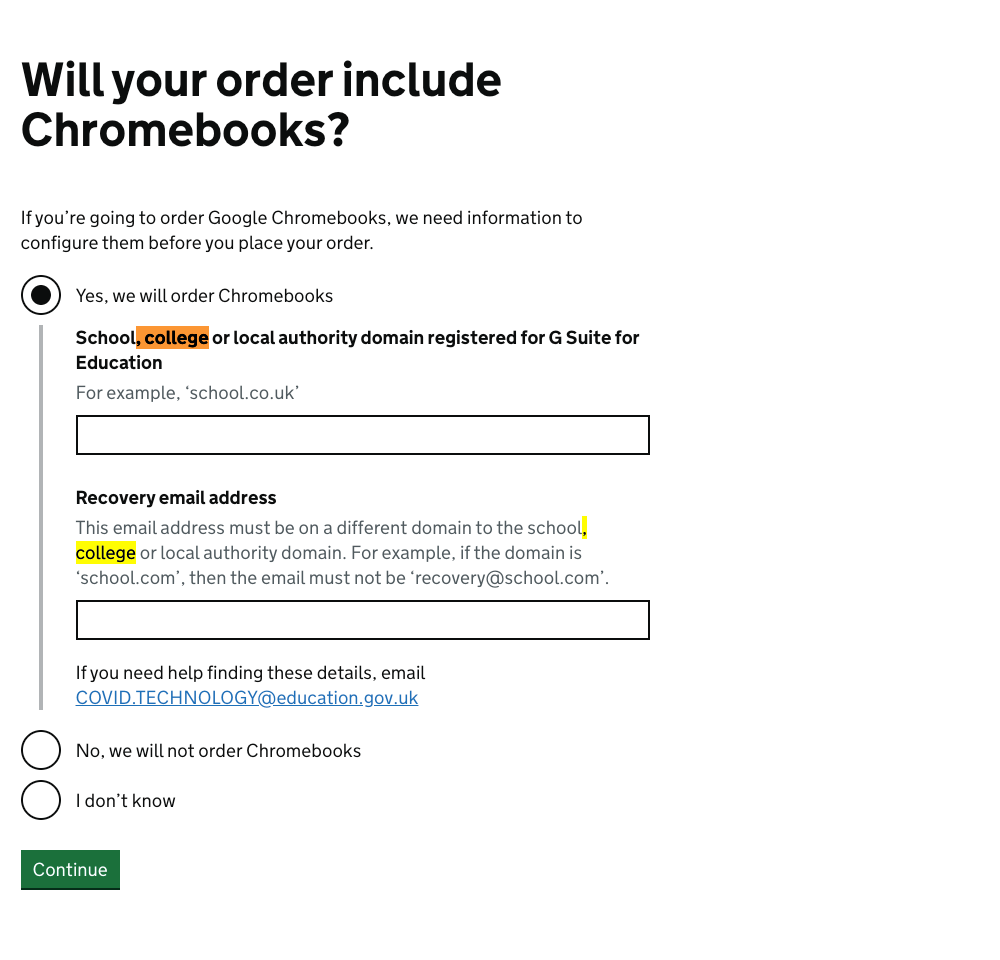 Will your order include
Chromebooks?
If you’re going to order Google Chromebooks, we need information to
configure them before you place your order.
Yes, we will order Chromebooks
School, college or local authority domain registered for G Suite for
Education
For example, ‘school.co.uk’
Recovery email address
This email address must be on a different domain to the school,
college or local authority domain. For example, if the domain is
‘school.com’, then the email must not be ‘recovery@school.com’.
If you need help finding these details, email
COVID.TECHNOLOGY@education.gov.uk
No, we will not order Chromebooks
I don’t know
Continue